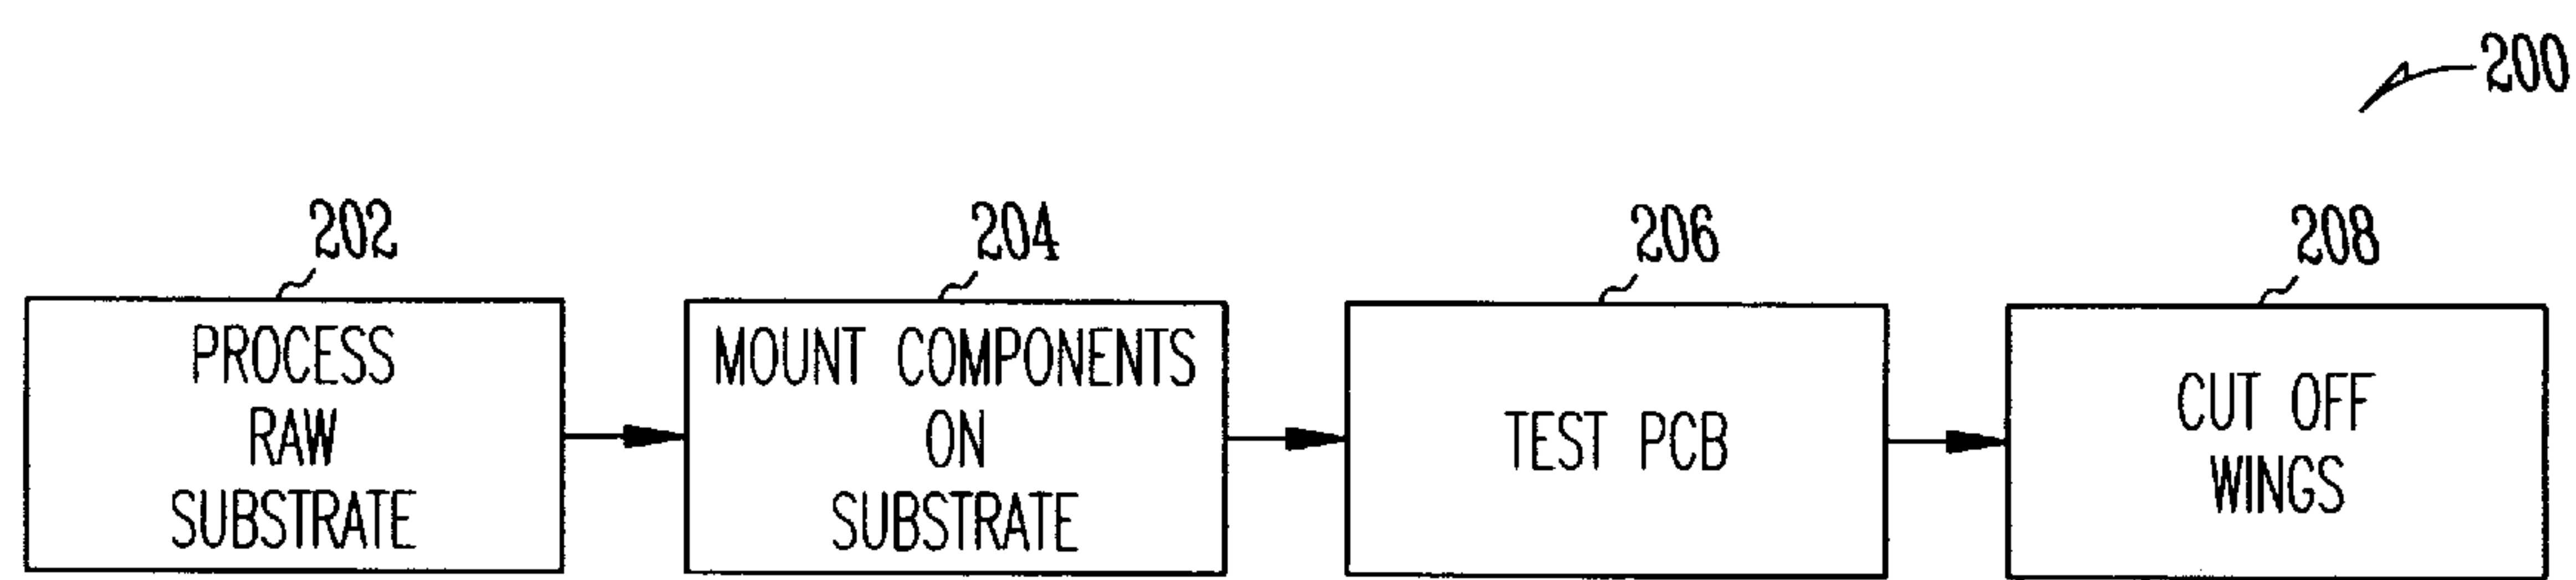 200
202
204
206
208
PROCESS
RAW
SUBSTRATE
MOUNT COMPONENTS
ON
SUBSTRATE
TEST PCB
CUT OFF
WINGS